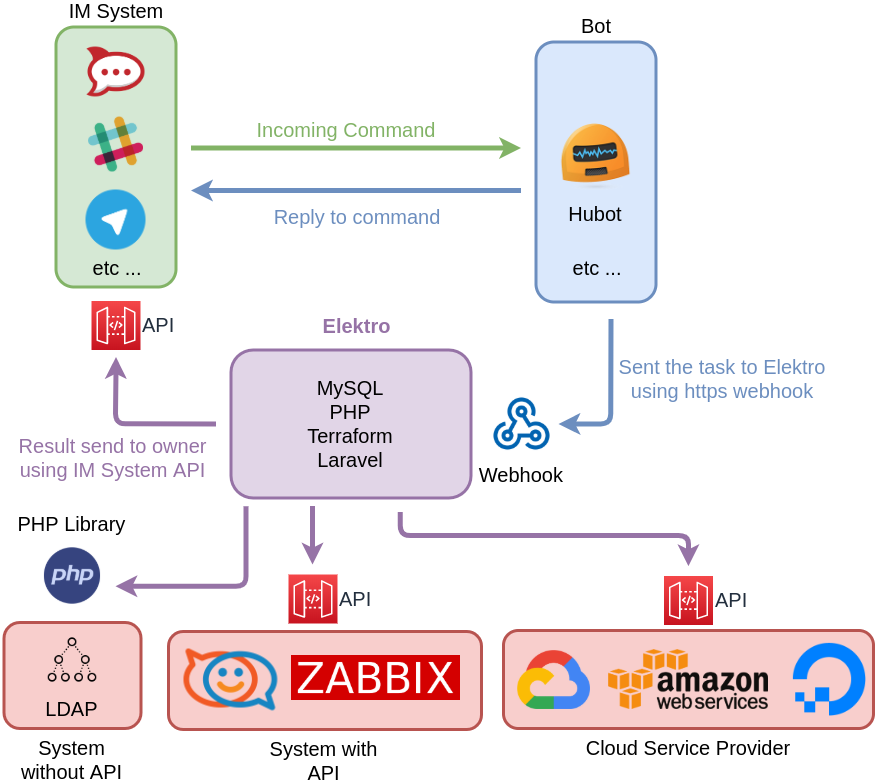 IM System
Bot
Incoming Command
Reply to command
Hubot
etc ...
etc ...
API
Elektro
MySQL
PHP
Terraform
Laravel
Sent the task to Elektro
using https webhook
Webhook
Result send to owner
using IM System API
PHP Library
php
API
API
LDAP
ZABBIX
amazon
web services
System
without API
System with
API
Cloud Service Provider